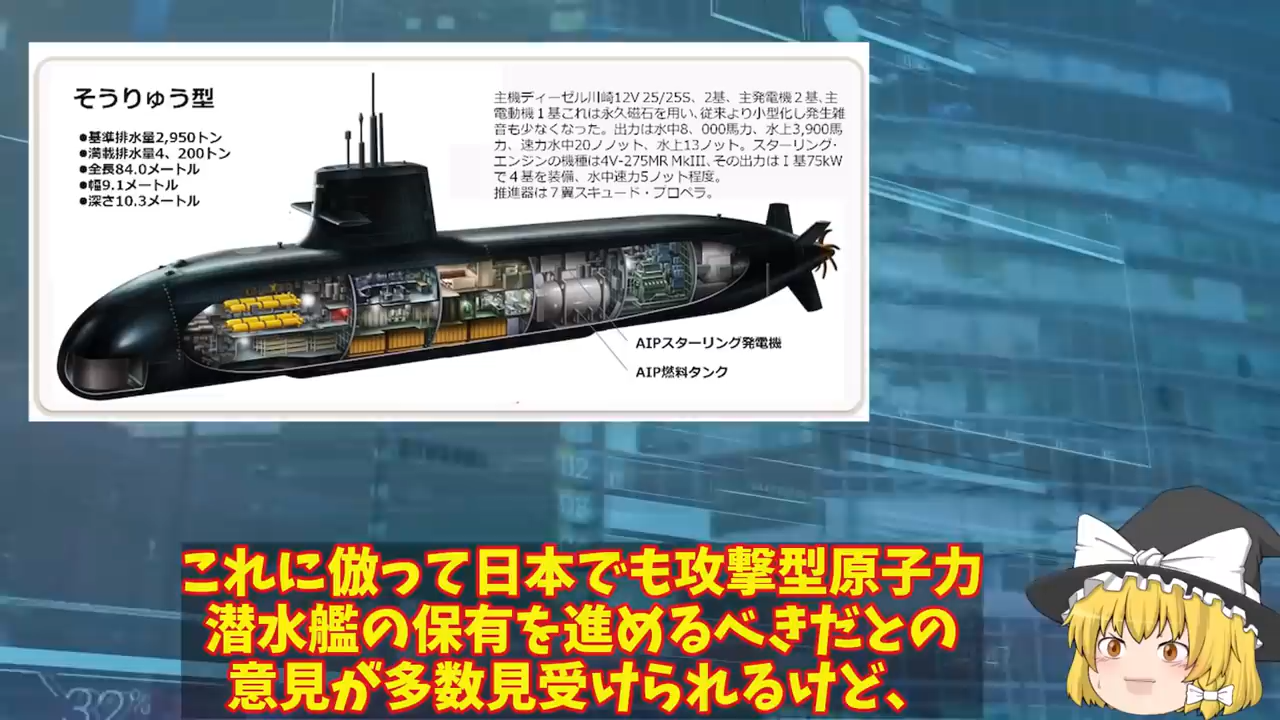 そうりゅう型
●基準排水量2,950トン
●満載排水量4、200トン
●全長84.0メートル
●幅9.1メートル
●深さ10.3メートル
主機ディーゼル川崎12V 25/25S、2基、主発電機2基、主
電動機1基これは永久磁石を用い、従来より小型化し発生雑
音も少なくなった。出力は水中8、000馬力、水上3,900馬
力、速力水中20ノノット、水上13ノット。スターリング・
エンジンの機種は4V-275MR MkIII、その出力はI基75kW
で4基を装備、水中速力5ノット程度。
推進器は7翼スキュード・プロペラ。
AIPスターリング発電機
AIP燃料タンク
02
08
32%
これに倣って日本でも攻撃型原子力
潜水艦の保有を進めるべきだとの
意見が多数見受けられるけど、